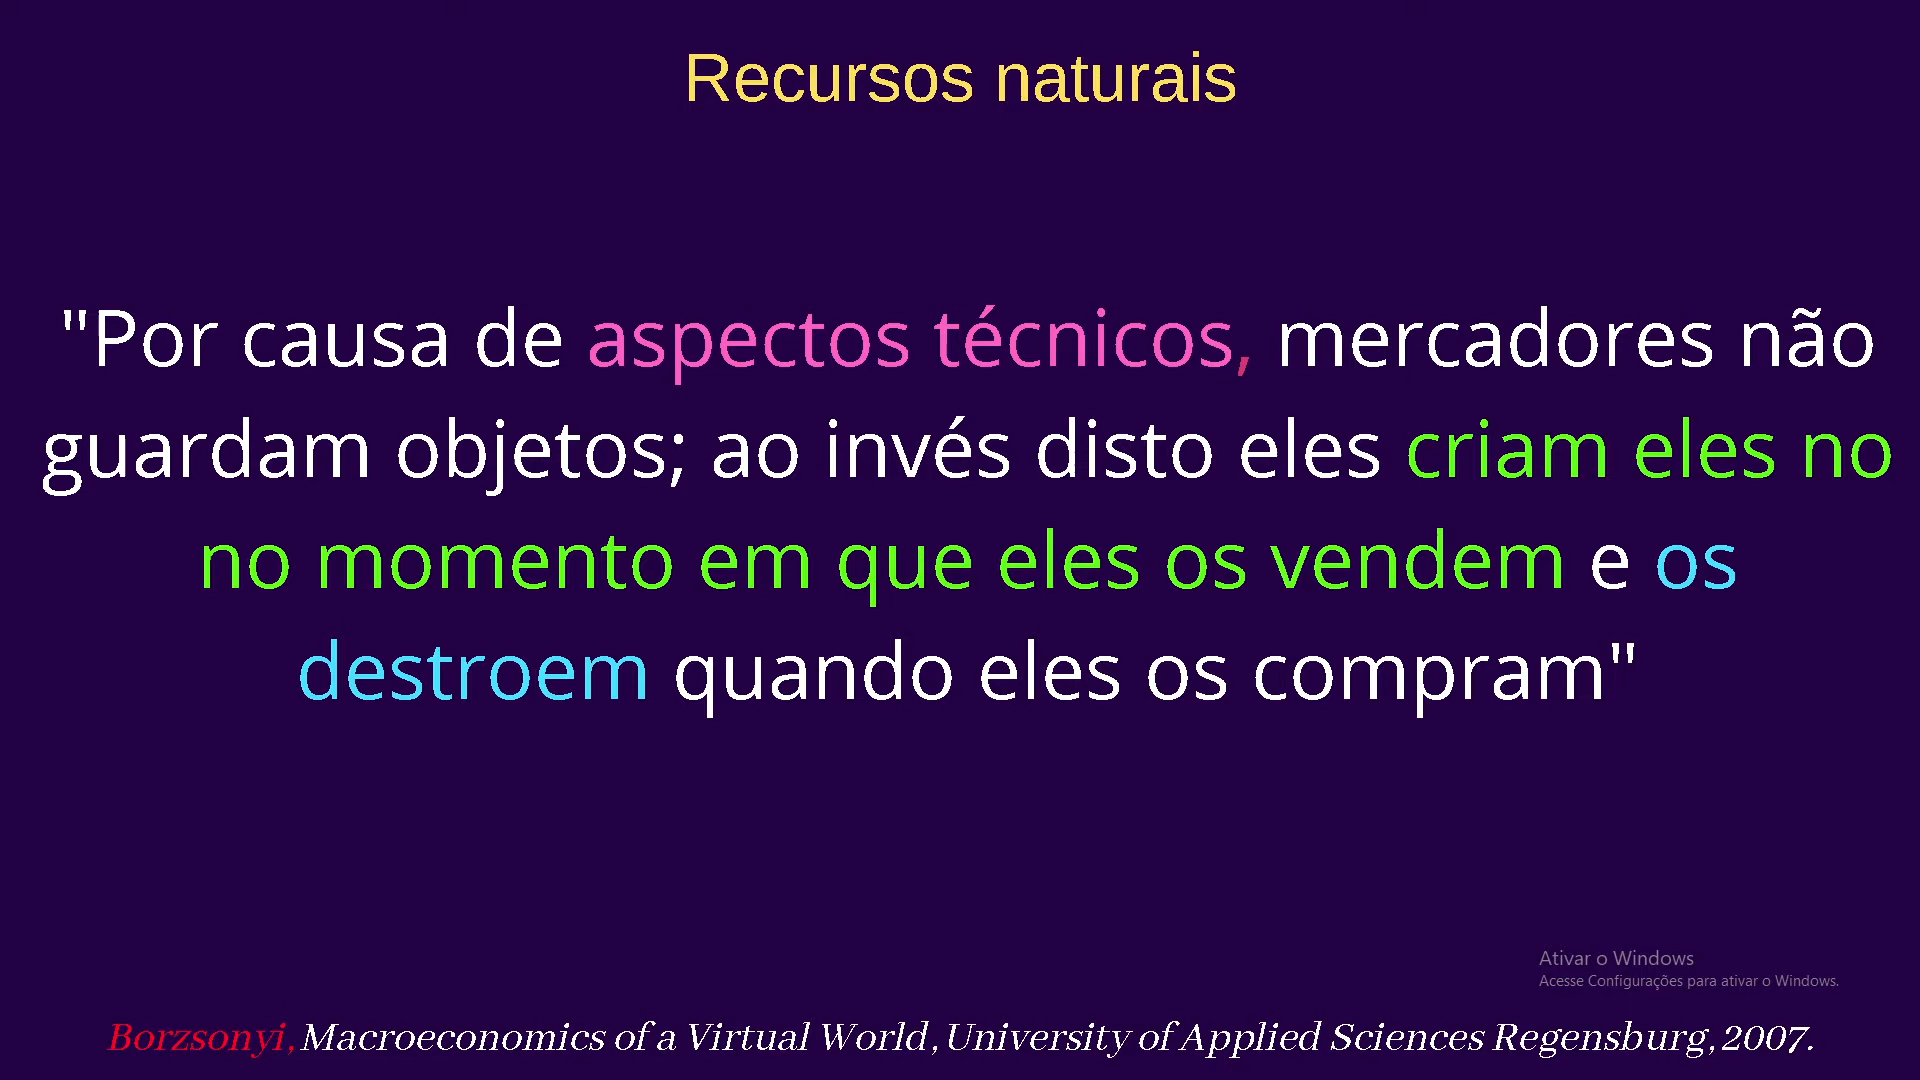 Recursos naturais
"Por causa de aspectos técnicos, mercadores não
guardam objetos; ao invés disto eles criam eles no
no momento em que eles os vendem e os
destroem quando eles os compram"
Ativar o Windows
Acesse Configurações para ativar o Windows.
Borzsonyi, Macroeconomics of a Virtual World, University of Applied Sciences Regensburg, 2007.